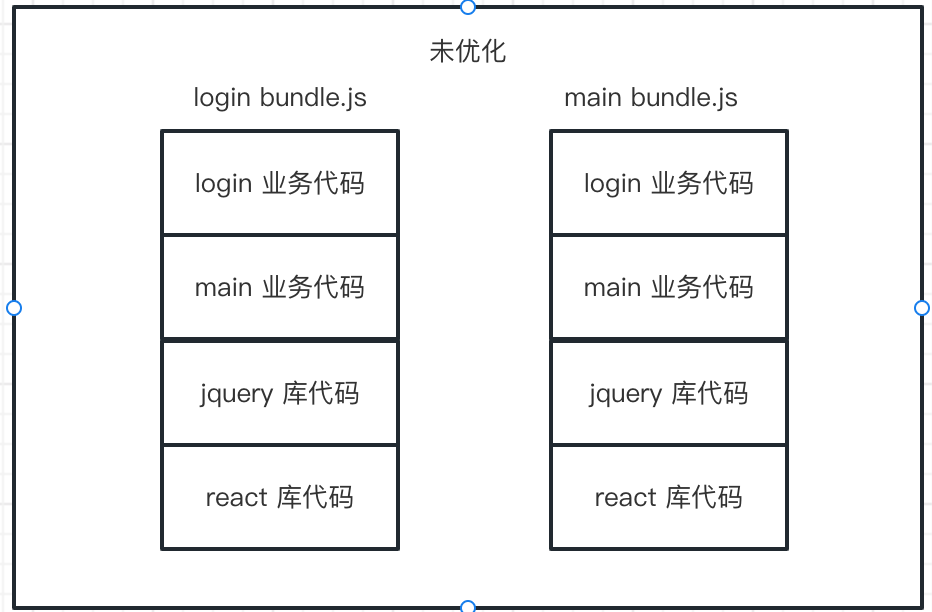 未优化
login bundle.js
main bundle.js
login 业务代码
login 业务代码
main 业务代码
main 业务代码
jquery 库代码
jquery 库代码
react 库代码
react 库代码